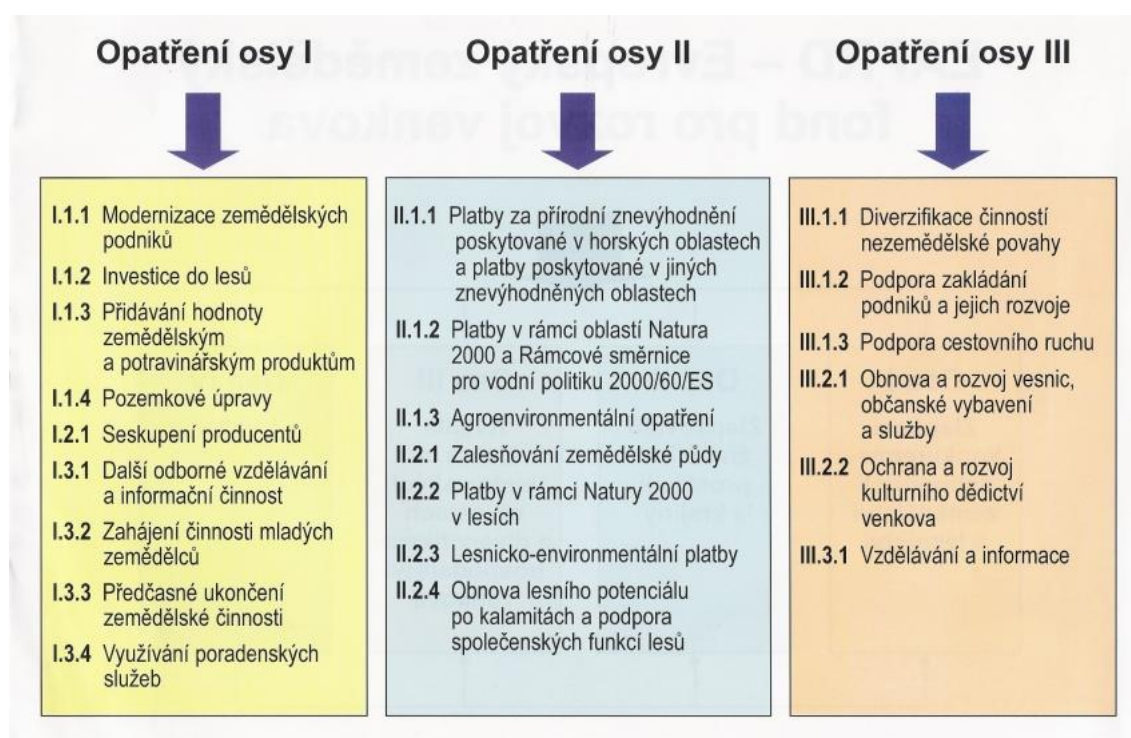 Opatření osy I
I.1.1 Modernizace zemědělských
podniků
I.1.2 Investice do lesů
I.1.3 Přidávání hodnoty
zemědělským
a potravinářským produktům
I.1.4 Pozemkové úpravy
I.2.1 Seskupení producentů
I.3.1 Další odborné vzdělávání
a informační činnost
I.3.2 Zahájení činnosti mladých
zemědělců
I.3.3 Předčasné ukončení
zemědělské činnosti
I.3.4 Využívání poradenských
služeb
Opatření osy II
II.1.1 Platby za přírodní znevýhodnění
poskytované v horských oblastech
a platby poskytované v jiných
znevýhodněných oblastech
II.1.2 Platby v rámci oblastí Natura
2000 a Rámcové směrnice
pro vodní politiku 2000/60/ES
II.1.3 Agroenvironmentální opatření
II.2.1 Zalesňování zemědělské půdy
II.2.2 Platby v rámci Natury 2000
v lesích
II.2.3 Lesnicko-environmentální platby
II.2.4 Obnova lesního potenciálu
po kalamitách a podpora
společenských funkcí lesů
Opatření osy III
III.1.1 Diverzifikace činností
nezemědělské povahy
III.1.2 Podpora zakládání
podniků a jejich rozvoje
III.1.3 Podpora cestovního ruchu
III.2.1 Obnova a rozvoj vesnic,
občanské vybavení
a služby
III.2.2 Ochrana a rozvoj
kulturního dědictví
venkova
III.3.1 Vzdělávání a informace